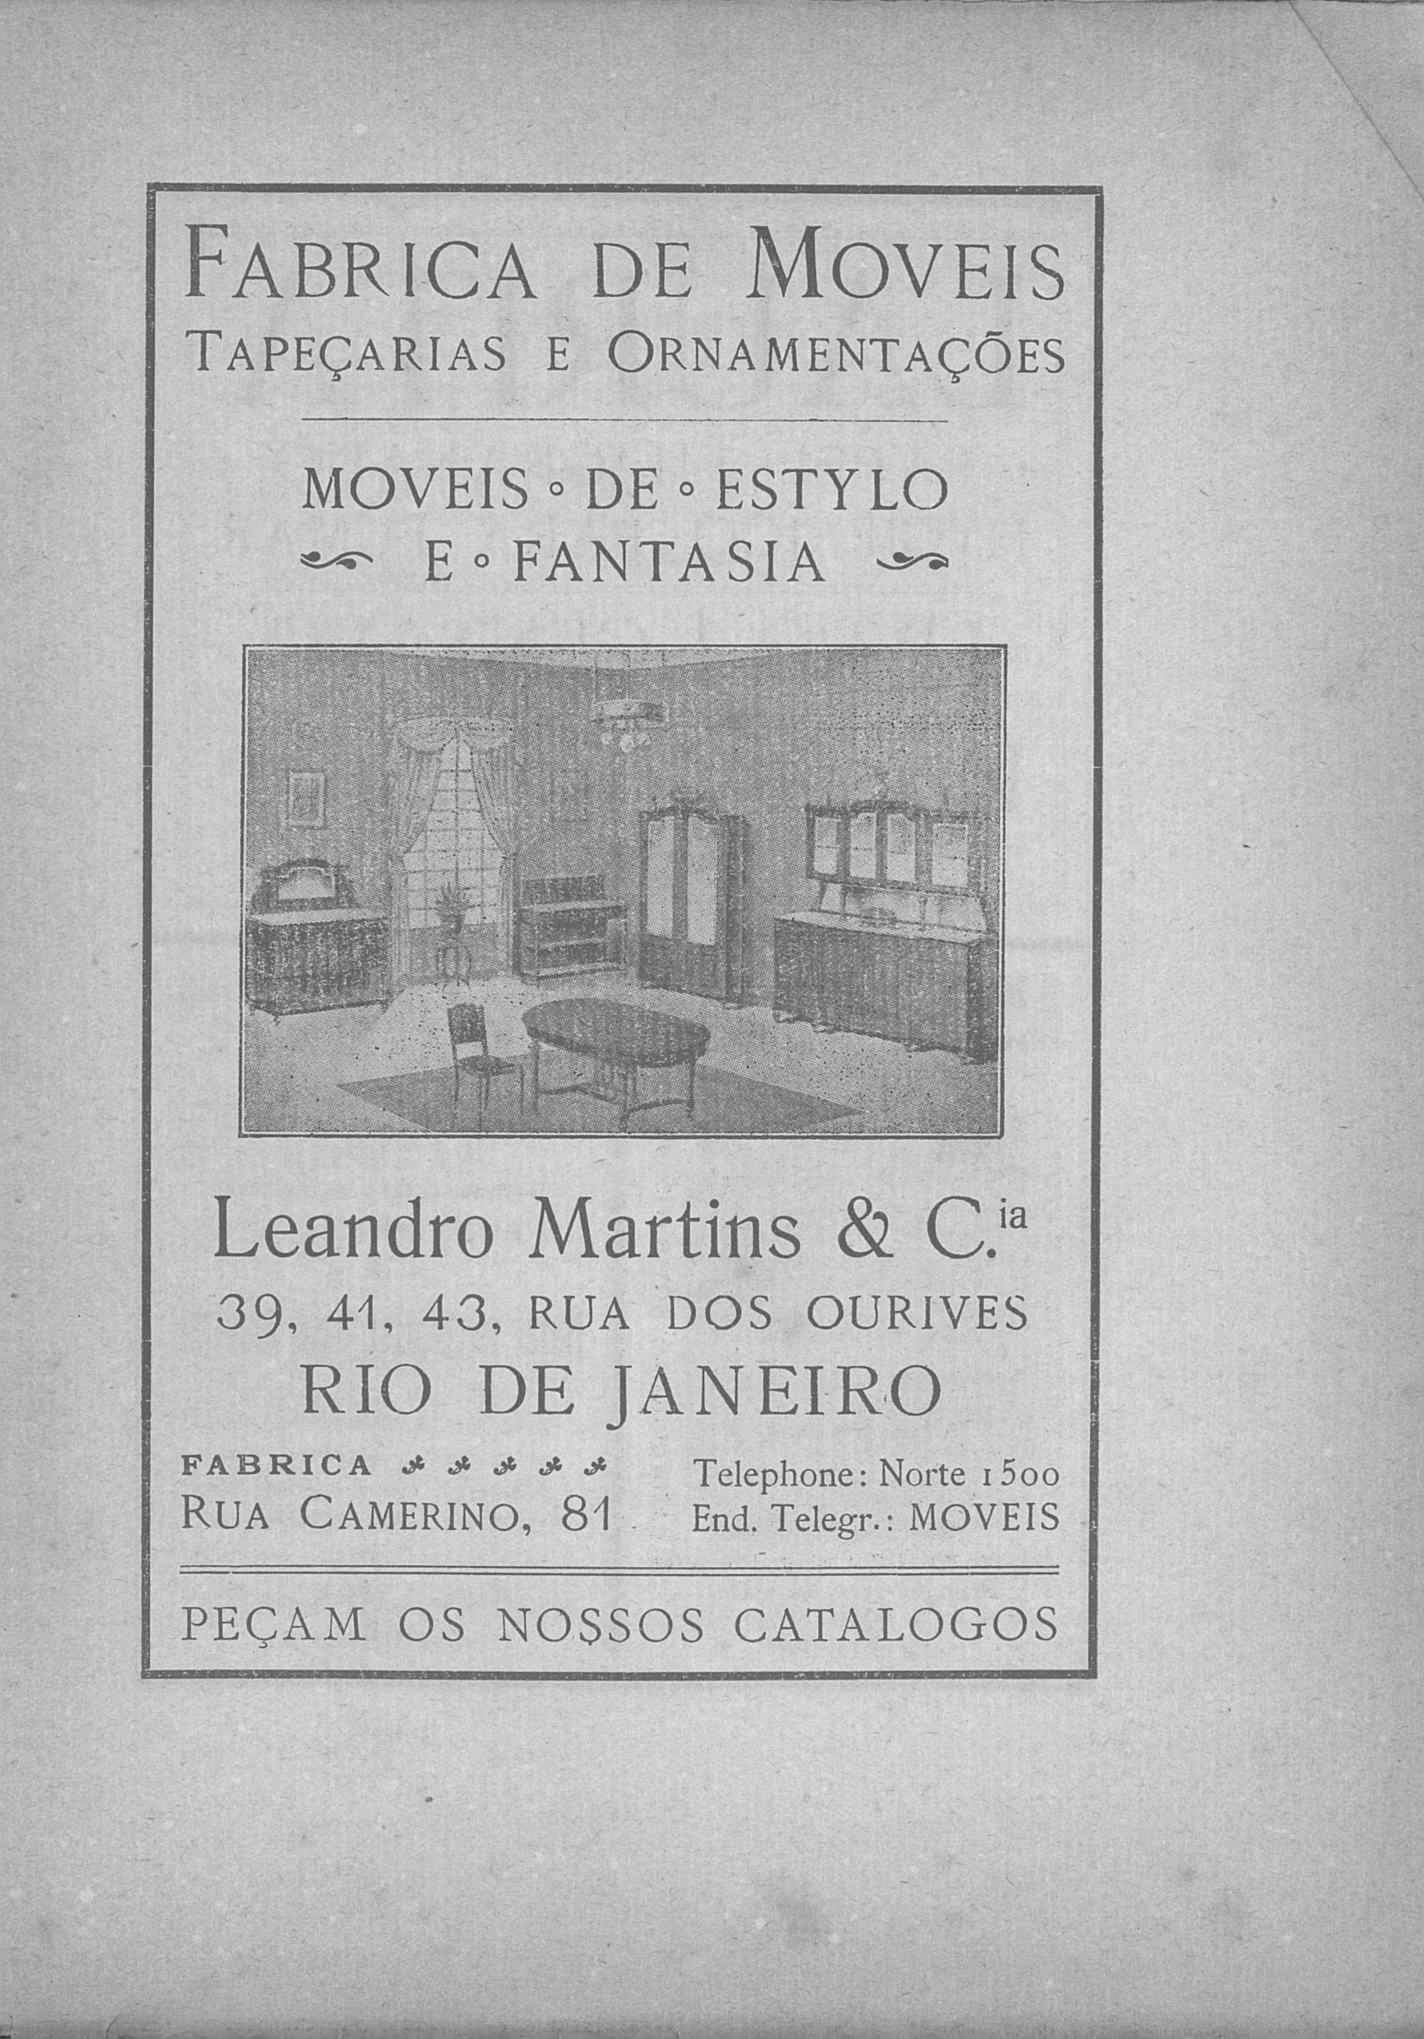 FABRICA DE MOVEIS
TAPEÇARIAS E ORNAMENTAÇÕES
MOVEIS ∘ DE ∘ ESTYLO
E ∘ FANTASIA
Leandro Martins & C.ia
39, 41, 43, RUA DOS OURIVES
RIO DE JANEIRO
FABRICA
RUA CAMERINO, 81
Telephone: Norte 1500
End. Telegr.: MOVEIS
PEÇAM OS NOSSOS CATALOGOS